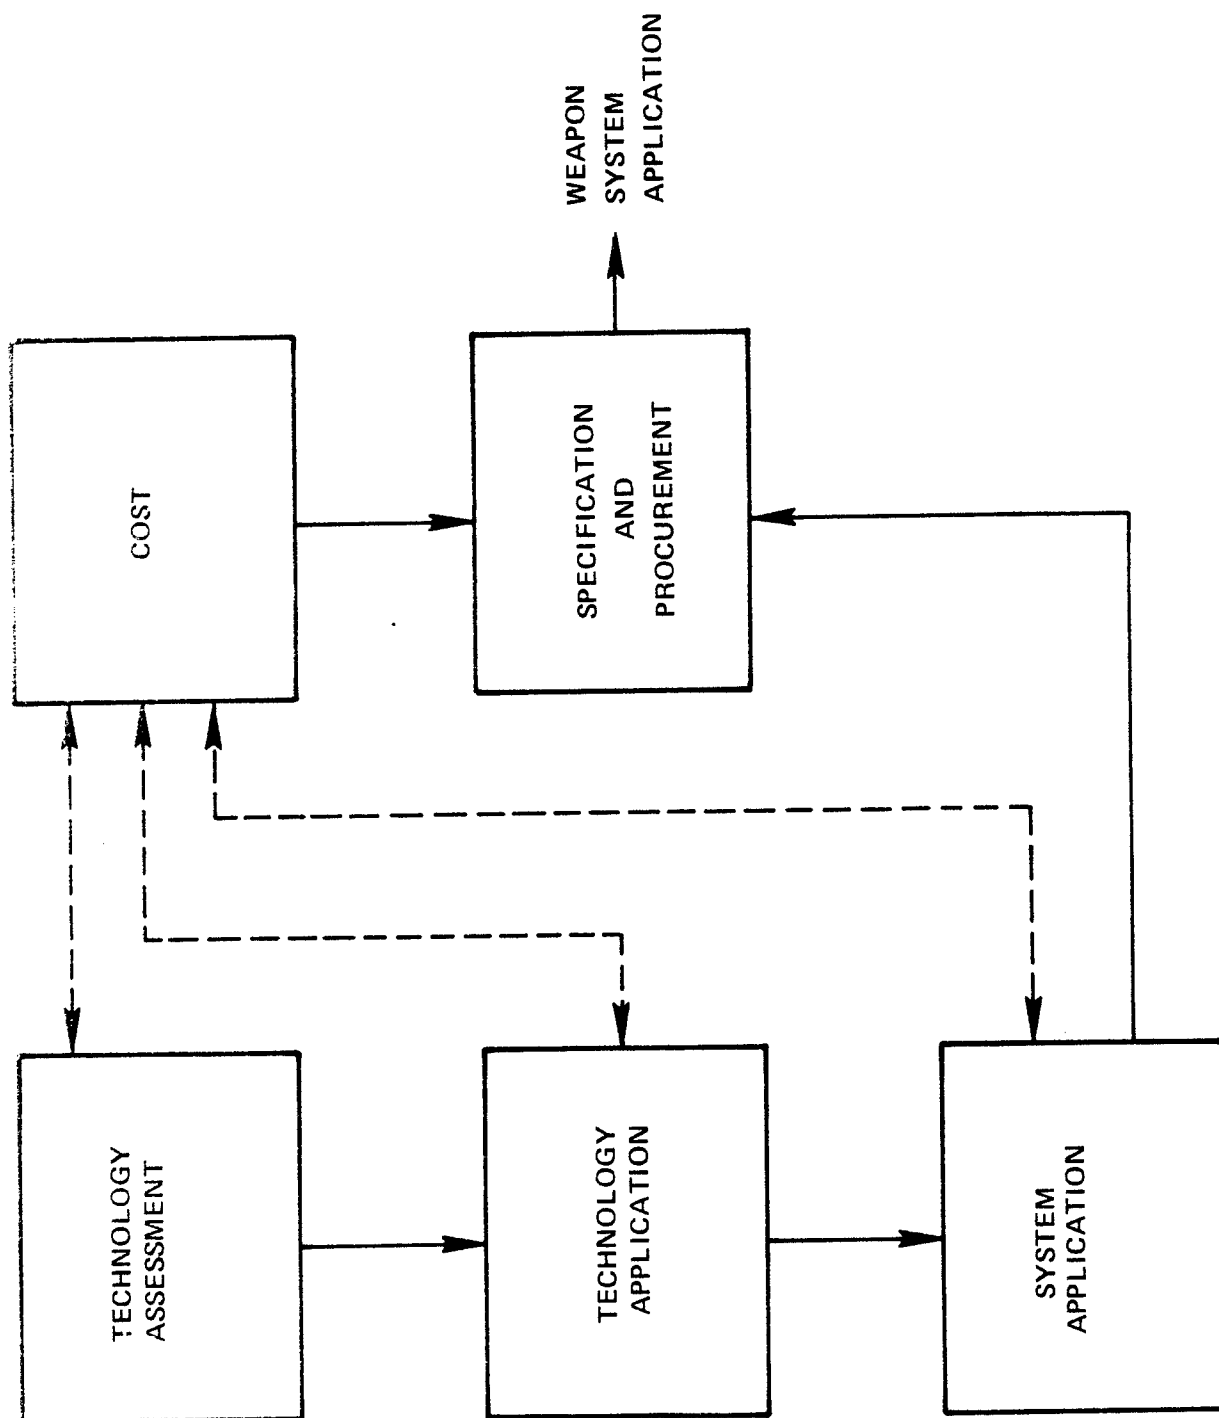 TECHNOLOGY
ASSESSMENT
TECHNOLOGY
APPLICATION
SYSTEM
APPLICATION
COST
SPECIFICATION
AND
PROCUREMENT
WEAPON
SYSTEM
APPLICATION